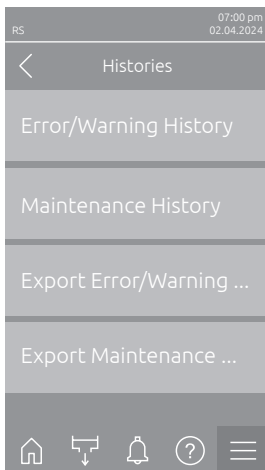 07:00 pm
RS 02.04.2024
Histories
Error/Warning History
Maintenance History
Export Error/Warning ...
Export Maintenance ...
?